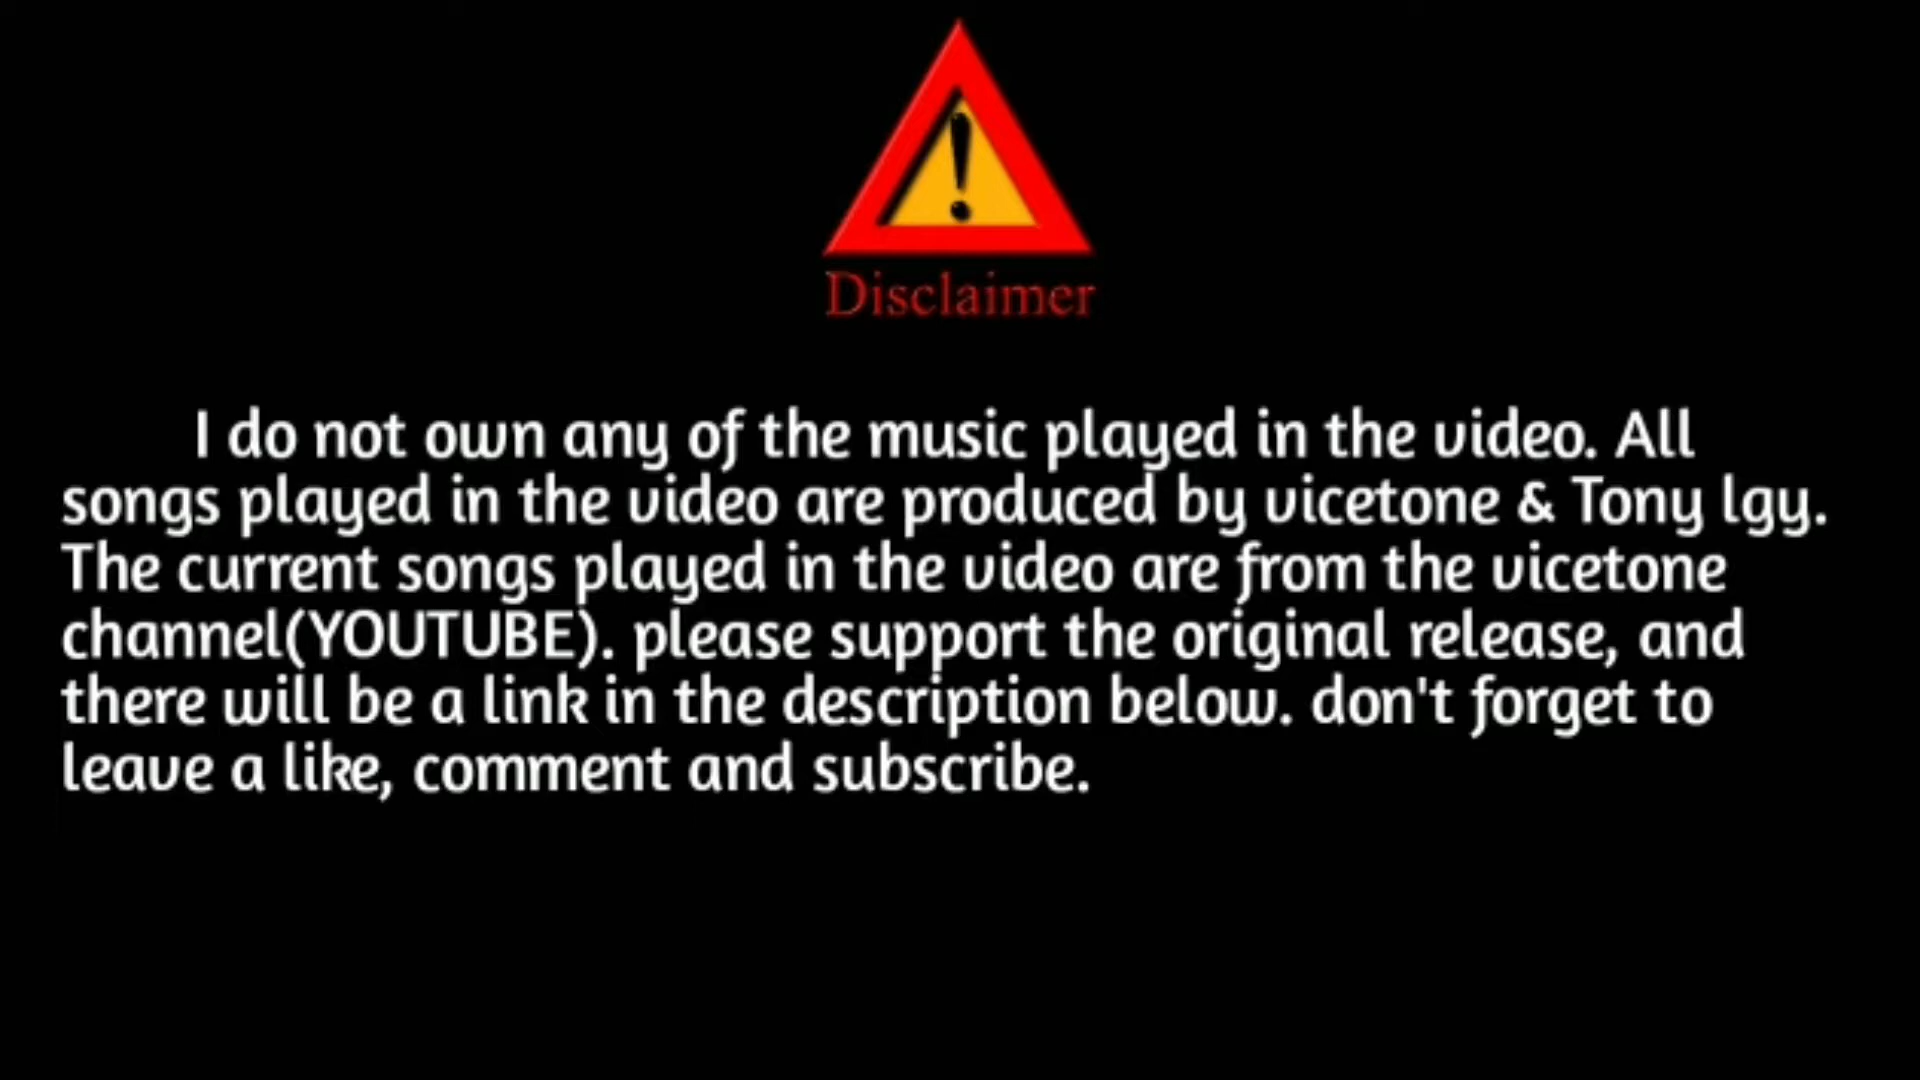 Disclaimer
I do not own any of the music played in the video. All
songs played in the video are produced by vicetone & Tony lgy.
The current songs played in the video are from the vicetone
channel(YOUTUBE). please support the original release, and
there will be a link in the description below. don't forget to
leave a like, comment and subscribe.